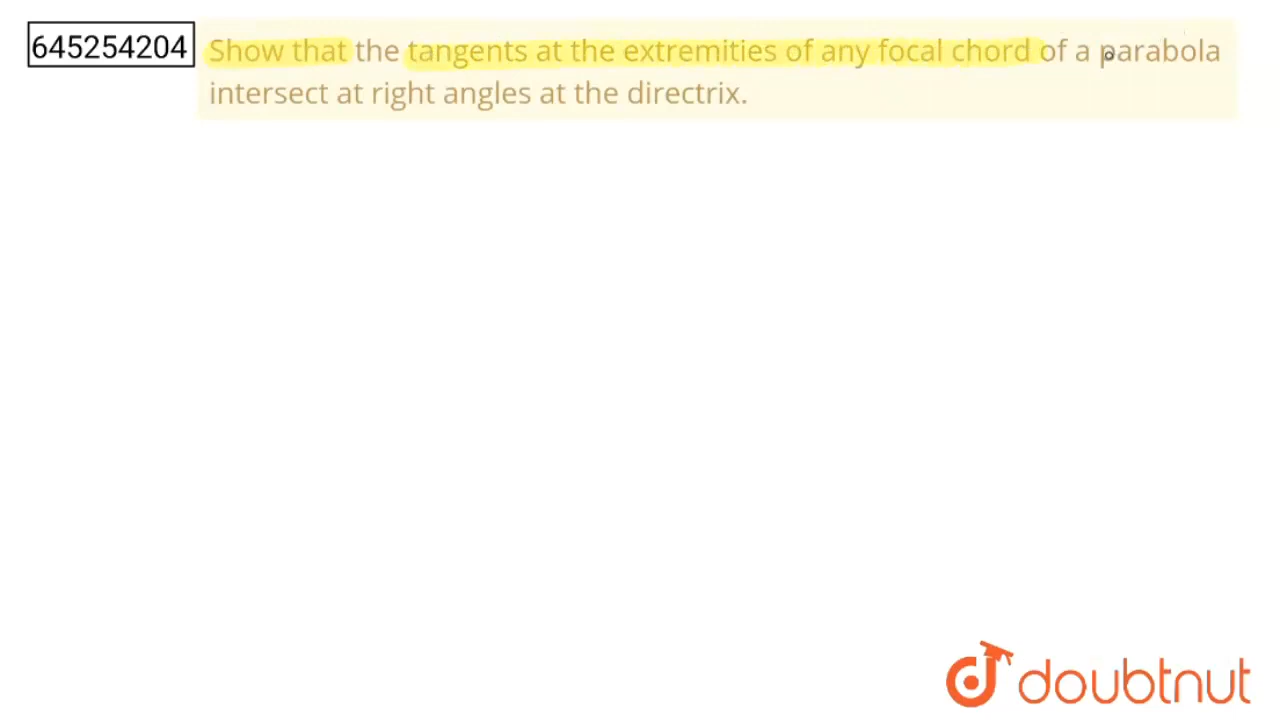 645254204
Show that the tangents at the extremities of any focal chord of a parabola
intersect at right angles at the directrix.
doubtnut